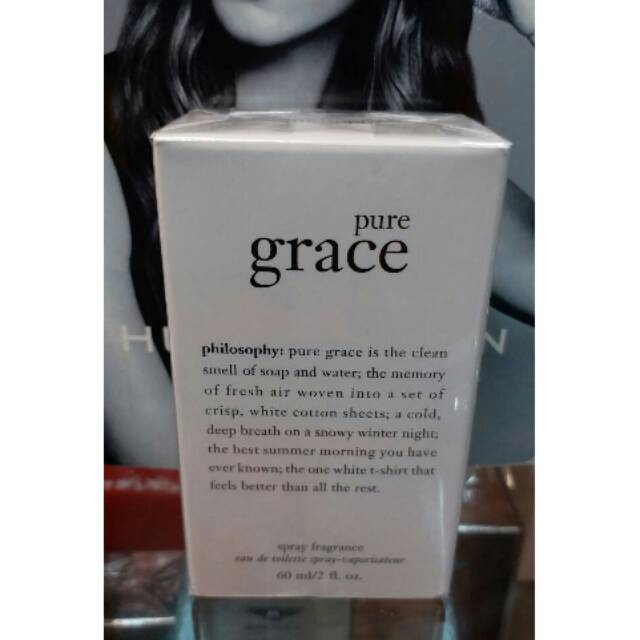 pure
grace
philosophy: pure grace is the clean
smell of soap and water; the memory
of fresh air woven into a set of
crisp, white cotton sheets; a cold,
deep breath on a snowy winter night;
the best summer morning you have
ever known; the one white t-shirt that
feels better than all the rest.
spray fragrance
eau de toilette spray-vaporisateur
60 ml/2 fl. oz.